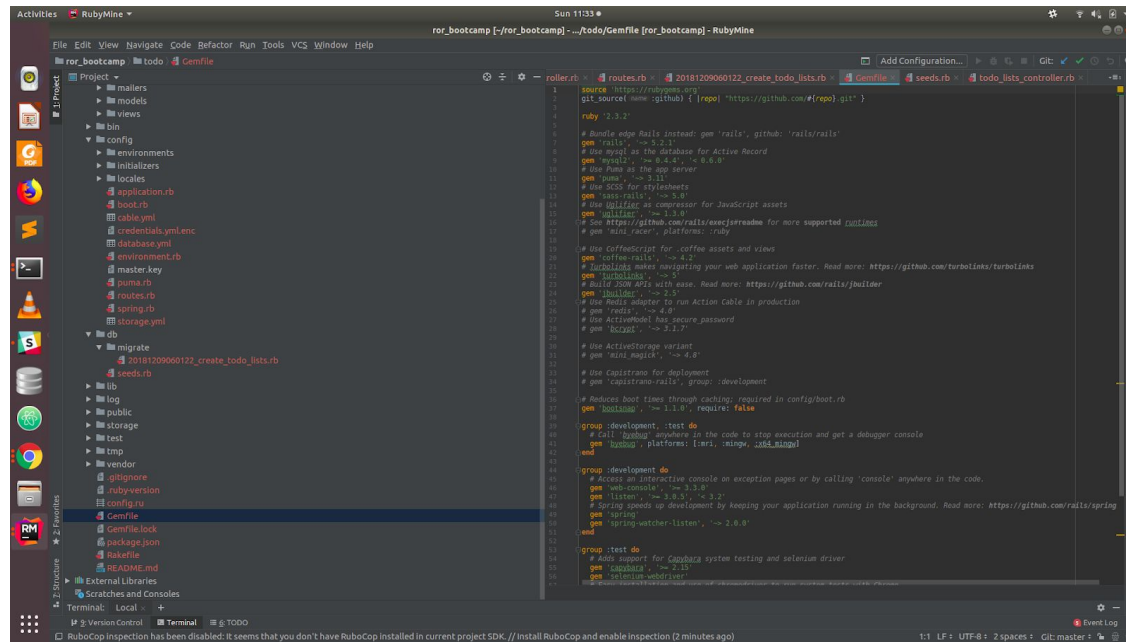 Activities RubyMine ▾ Sun 11:33 ●
ror_bootcamp [~/ror_bootcamp] - .../todo/Gemfile [ror_bootcamp] - RubyMine
File Edit View Navigate Code Refactor Run Tools VCS Window Help
ror_bootcamp todo Gemfile Add Configuration... Git:
1: Project
Project
roller.rb × routes.rb × 20181209060122_create_todo_lists.rb × Gemfile × seeds.rb × todo_lists_controller.rb ×
mailers
models
views
bin
config
environments
initializers
locales
application.rb
boot.rb
cable.yml
credentials.yml.enc
database.yml
environment.rb
master.key
puma.rb
routes.rb
spring.rb
storage.yml
db
migrate
20181209060122_create_todo_lists.rb
seeds.rb
lib
log
public
storage
test
tmp
vendor
.gitignore
.ruby-version
config.ru
Gemfile
Gemfile.lock
package.json
Rakefile
README.md
External Libraries
Scratches and Consoles
source 'https://rubygems.org'
git_source( name :github) { |repo| "https://github.com/#{repo}.git" }
ruby '2.3.2'
# Bundle edge Rails instead: gem 'rails', github: 'rails/rails'
gem 'rails', '~> 5.2.1'
# Use mysql as the database for Active Record
gem 'mysql2', '>= 0.4.4', '< 0.6.0'
# Use Puma as the app server
gem 'puma', '~> 3.11'
# Use SCSS for stylesheets
gem 'sass-rails', '~> 5.0'
# Use Uglifier as compressor for JavaScript assets
gem 'uglifier', '>= 1.3.0'
# See https://github.com/rails/execjs#readme for more supported runtimes
# gem 'mini_racer', platforms: :ruby
# Use CoffeeScript for .coffee assets and views
gem 'coffee-rails', '~> 4.2'
# Turbolinks makes navigating your web application faster. Read more: https://github.com/turbolinks/turbolinks
gem 'turbolinks', '~> 5'
# Build JSON APIs with ease. Read more: https://github.com/rails/jbuilder
gem 'jbuilder', '~> 2.5'
# Use Redis adapter to run Action Cable in production
# gem 'redis', '~> 4.0'
# Use ActiveModel has_secure_password
# gem 'bcrypt', '~> 3.1.7'
# Use ActiveStorage variant
# gem 'mini_magick', '~> 4.8'
# Use Capistrano for deployment
# gem 'capistrano-rails', group: :development
# Reduces boot times through caching; required in config/boot.rb
gem 'bootsnap', '>= 1.1.0', require: false
group :development, :test do
# Call 'byebug' anywhere in the code to stop execution and get a debugger console
gem 'byebug', platforms: [:mri, :mingw, :x64_mingw]
end
group :development do
# Access an interactive console on exception pages or by calling 'console' anywhere in the code.
gem 'web-console', '>= 3.3.0'
gem 'listen', '>= 3.0.5', '< 3.2'
# Spring speeds up development by keeping your application running in the background. Read more: https://github.com/rails/spring
gem 'spring'
gem 'spring-watcher-listen', '~> 2.0.0'
end
group :test do
# Adds support for Capybara system testing and selenium driver
gem 'capybara', '>= 2.15'
gem 'selenium-webdriver'
# Easy installation and use of chromedriver to run system tests with Chrome
2: Favorites
Z: Structure
Terminal: Local × +
9: Version Control Terminal 6: TODO Event Log
RuboCop inspection has been disabled: It seems that you don't have RuboCop installed in current project SDK. // Install RuboCop and enable inspection (2 minutes ago) 1:1 LF÷ UTF-8÷ 2 spaces÷ Git: master÷